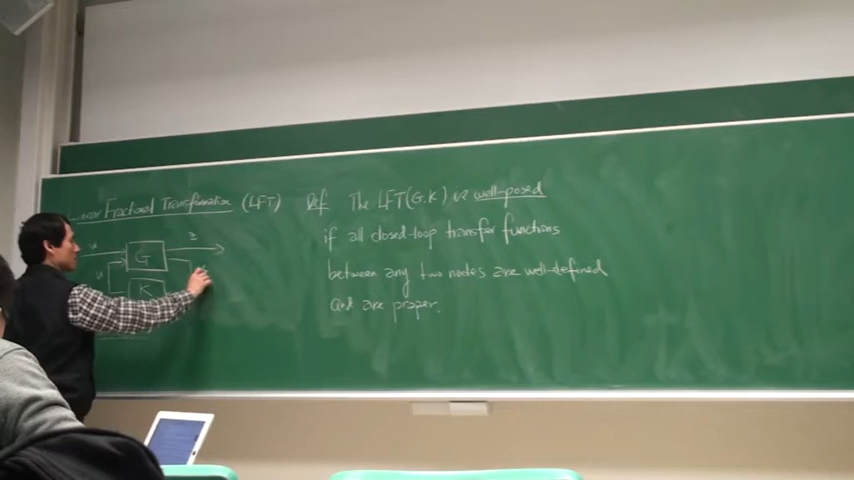 Linear Fractional Transformation (LFT)
Def The LFT(G.K) is well-posed
if all closed-loop transfer functions
between any two nodes are well-defined
and are proper.
z
G
u
K